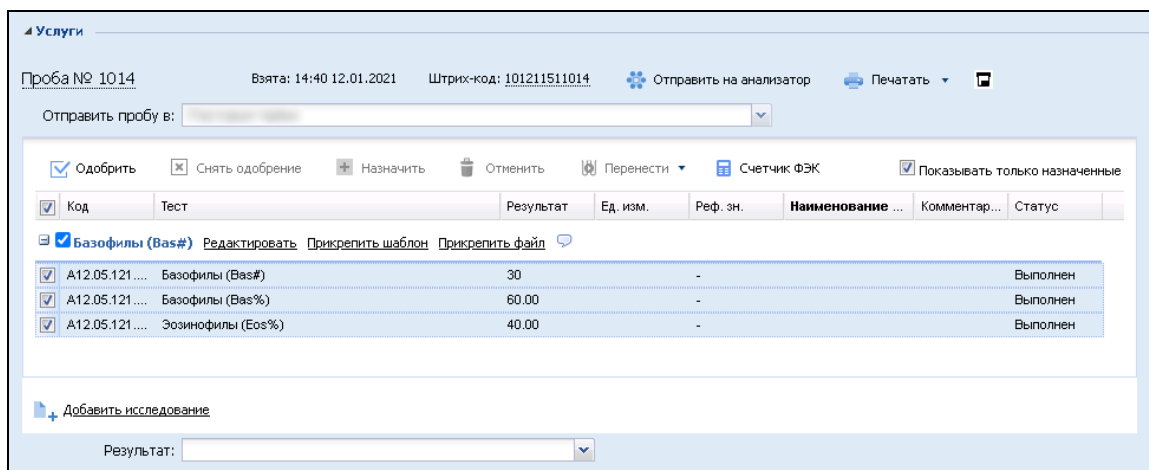 Услуги
Проба № 1014 Взята: 14:40 12.01.2021 Штрих-код: 101211511014 Отправить на анализатор Печатать
Отправить пробу в:
Одобрить Снять одобрение Назначить Отменить Перенести Счетчик ФЭК Показывать только назначенные
Код Тест Результат Ед. изм. Реф. зн. Наименование ... Комментар... Статус
Базофилы (Bas#) Редактировать Прикрепить шаблон Прикрепить файл
A12.05.121.... Базофилы (Bas#) 30 - Выполнен
A12.05.121.... Базофилы (Bas%) 60.00 - Выполнен
A12.05.121.... Эозинофилы (Eos%) 40.00 - Выполнен
Добавить исследование
Результат: